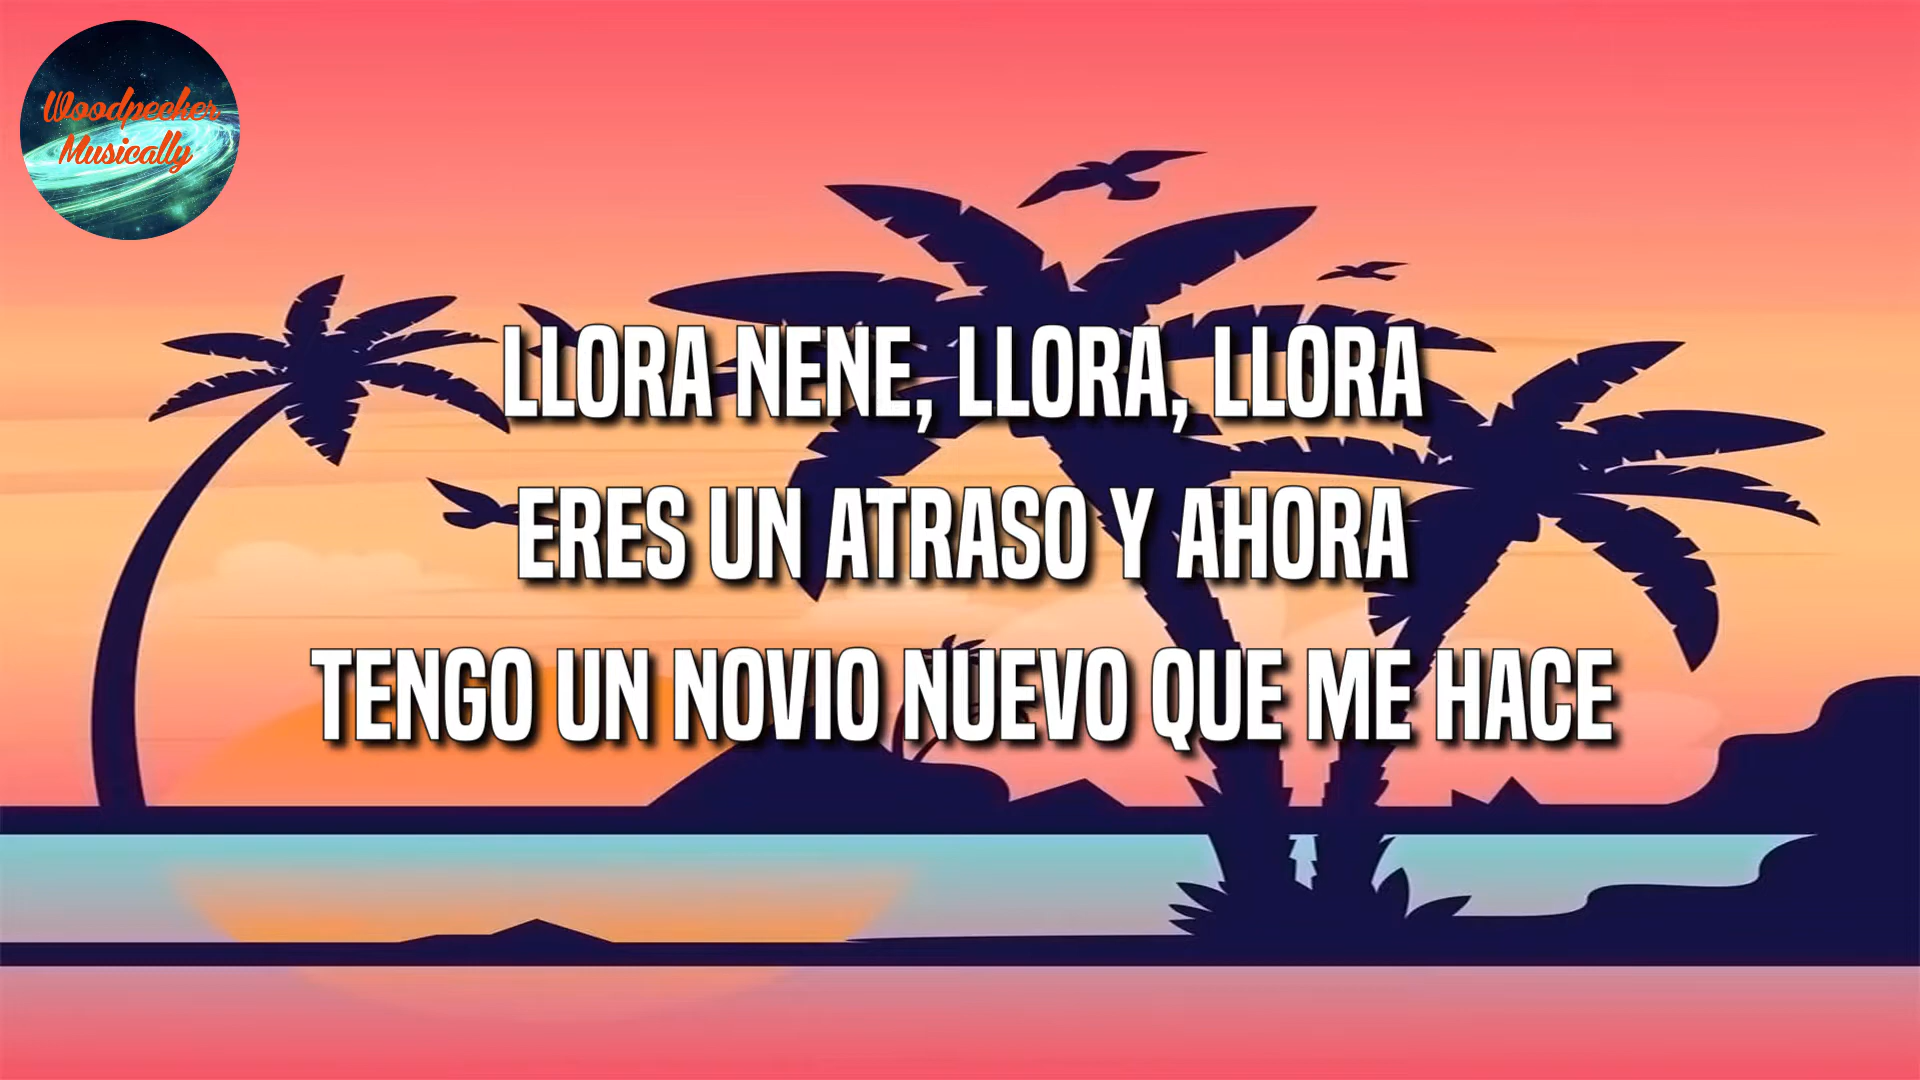 Woodpecker
Musically
LLORA NENE, LLORA, LLORA
ERES UN ATRASO Y AHORA
TENGO UN NOVIO NUEVO QUE ME HACE